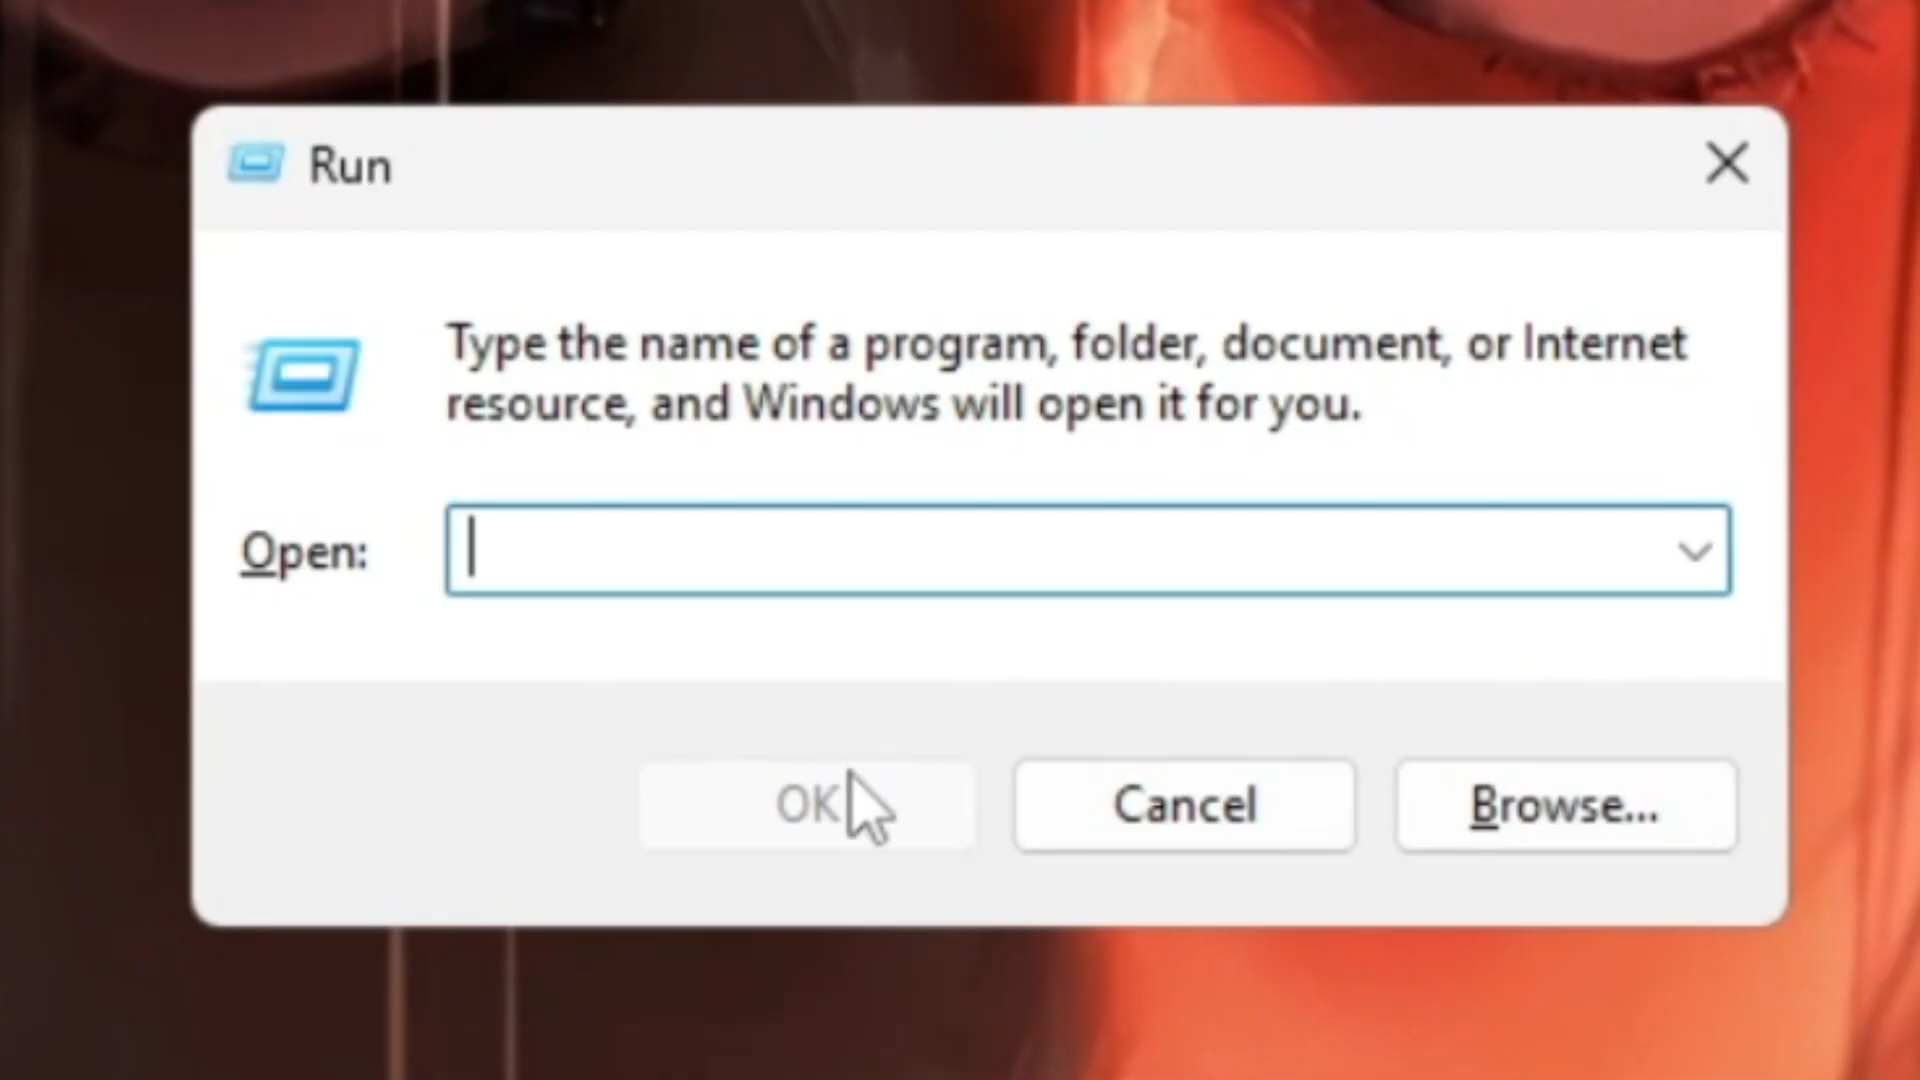 Run
Type the name of a program, folder, document, or Internet
resource, and Windows will open it for you.
Open:
OK
Cancel
Browse...